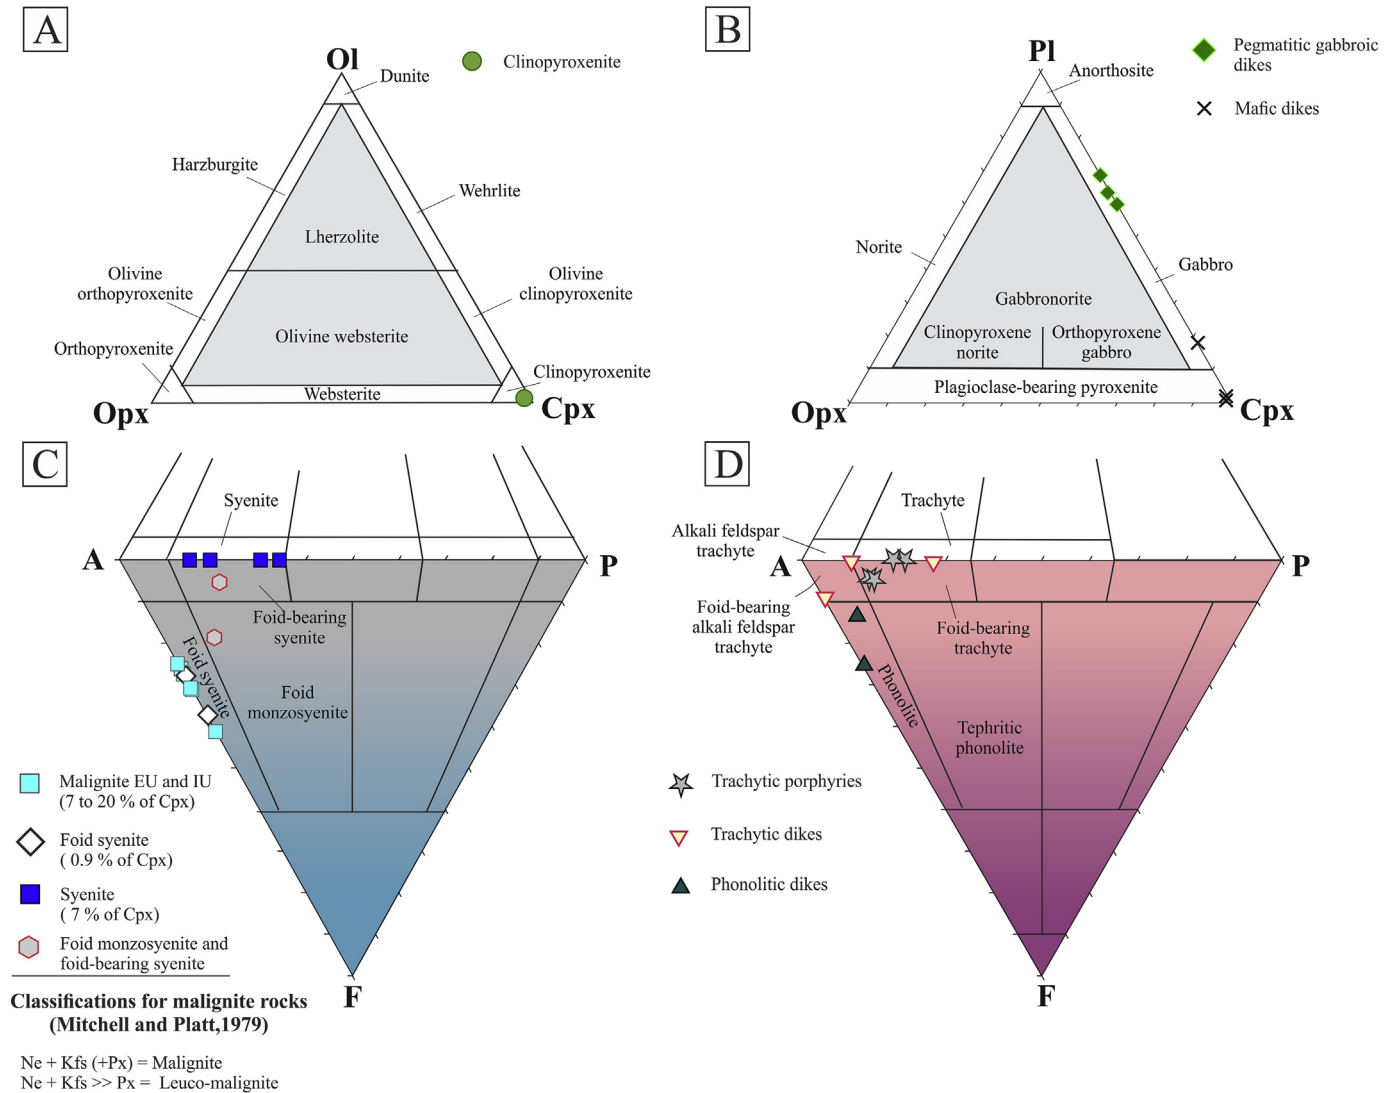 A
Ol
Dunite
Clinopyroxenite
Harzburgite
Wehrlite
Lherzolite
Olivine
orthopyroxenite
Olivine
clinopyroxenite
Olivine websterite
Orthopyroxenite
Clinopyroxenite
Websterite
Opx
Cpx
B
Pl
Anorthosite
Pegmatitic gabbroic
dikes
Mafic dikes
Norite
Gabbro
Gabbronorite
Clinopyroxene
norite
Orthopyroxene
gabbro
Plagioclase-bearing pyroxenite
Opx
Cpx
C
Syenite
A
P
Foid-bearing
syenite
Foid syenite
Foid
monzosyenite
Malignite EU and IU
(7 to 20 % of Cpx)
Foid syenite
( 0.9 % of Cpx)
Syenite
( 7 % of Cpx)
Foid monzosyenite and
foid-bearing syenite
F
Classifications for malignite rocks
(Mitchell and Platt,1979)
Ne + Kfs (+Px) = Malignite
Ne + Kfs >> Px = Leuco-malignite
D
Trachyte
Alkali feldspar
trachyte
A
P
Foid-bearing
alkali feldspar
trachyte
Foid-bearing
trachyte
Phonolite
Tephritic
phonolite
Trachytic porphyries
Trachytic dikes
Phonolitic dikes
F